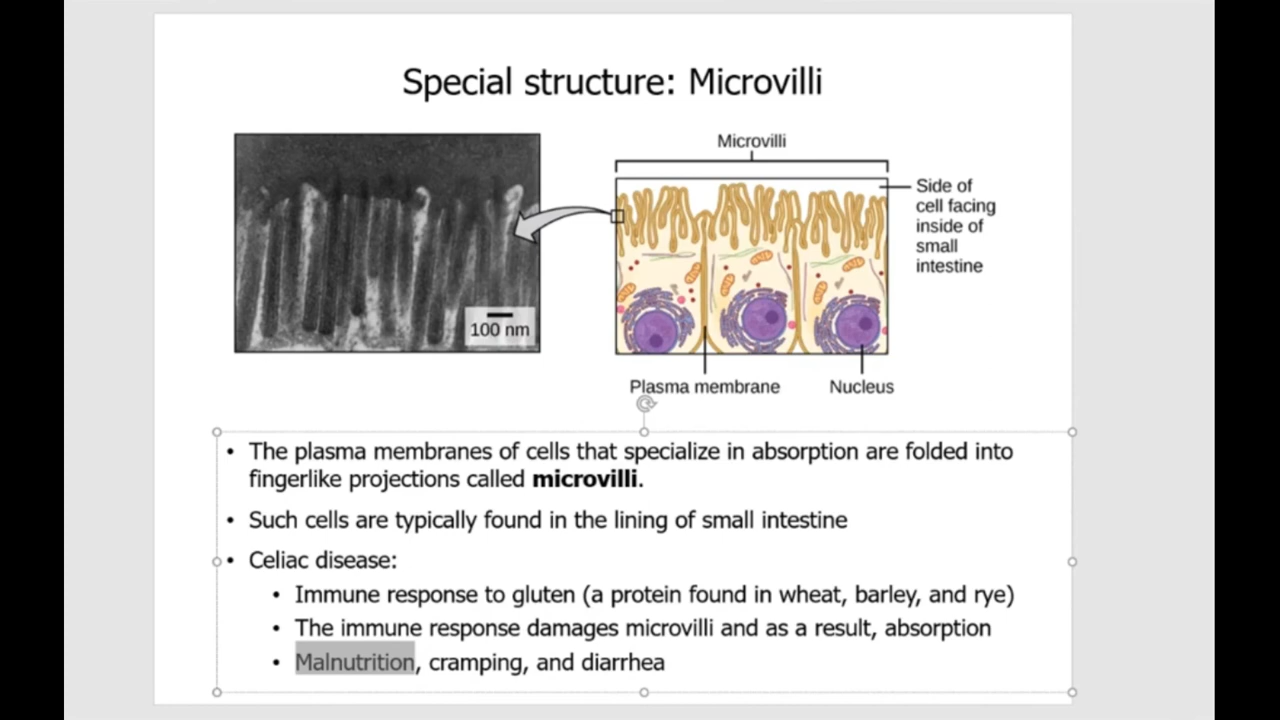 Special structure: Microvilli
Microvilli
Side of
cell facing
inside of
small
intestine
100 nm
Plasma membrane
Nucleus
• The plasma membranes of cells that specialize in absorption are folded into
fingerlike projections called microvilli.
• Such cells are typically found in the lining of small intestine
• Celiac disease:
• Immune response to gluten (a protein found in wheat, barley, and rye)
• The immune response damages microvilli and as a result, absorption
• Malnutrition, cramping, and diarrhea